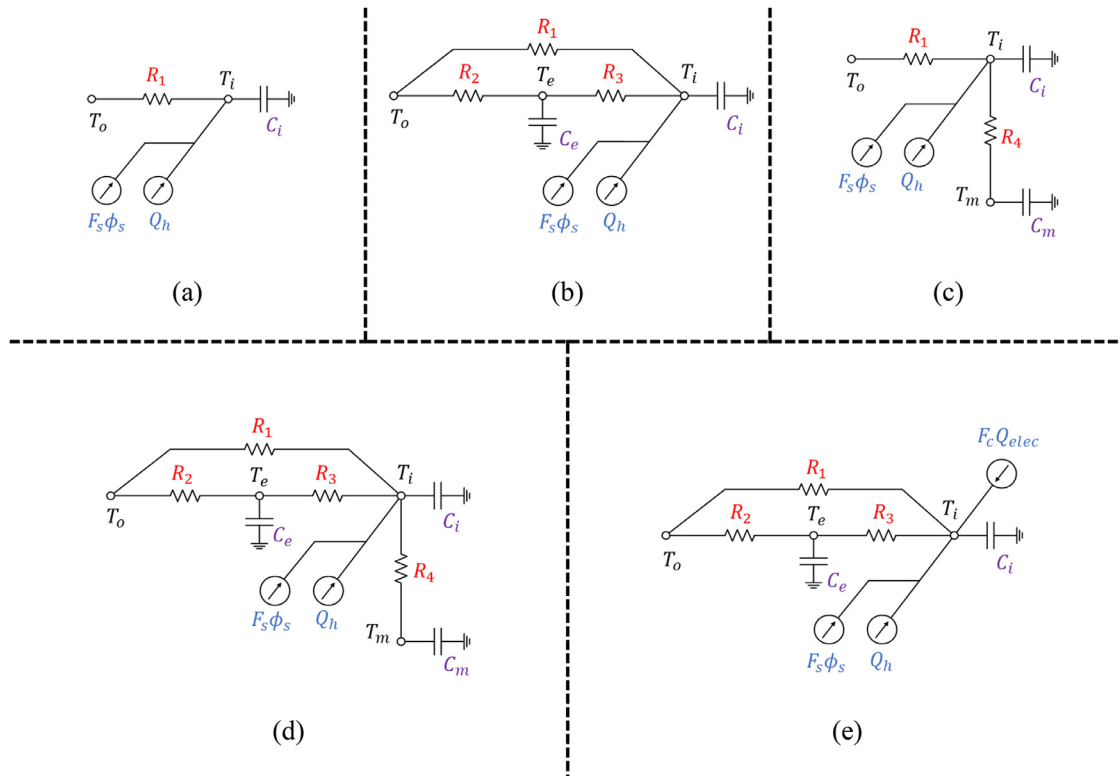 R₁
Tᵢ
Tₒ
Cᵢ
Fₛϕₛ Qₕ
(a)
R₁
R₂ Tₑ R₃ Tᵢ
Tₒ
Cₑ
Cᵢ
Fₛϕₛ Qₕ
(b)
R₁ Tᵢ
Tₒ
Cᵢ
R₄
Fₛϕₛ Qₕ
Tₘ
Cₘ
(c)
R₁
R₂ Tₑ R₃ Tᵢ
Tₒ
Cₑ
Cᵢ
R₄
Fₛϕₛ Qₕ
Tₘ
Cₘ
(d)
F_cQ_elec
R₁
R₂ Tₑ R₃ Tᵢ
Tₒ
Cₑ
Cᵢ
Fₛϕₛ Qₕ
(e)